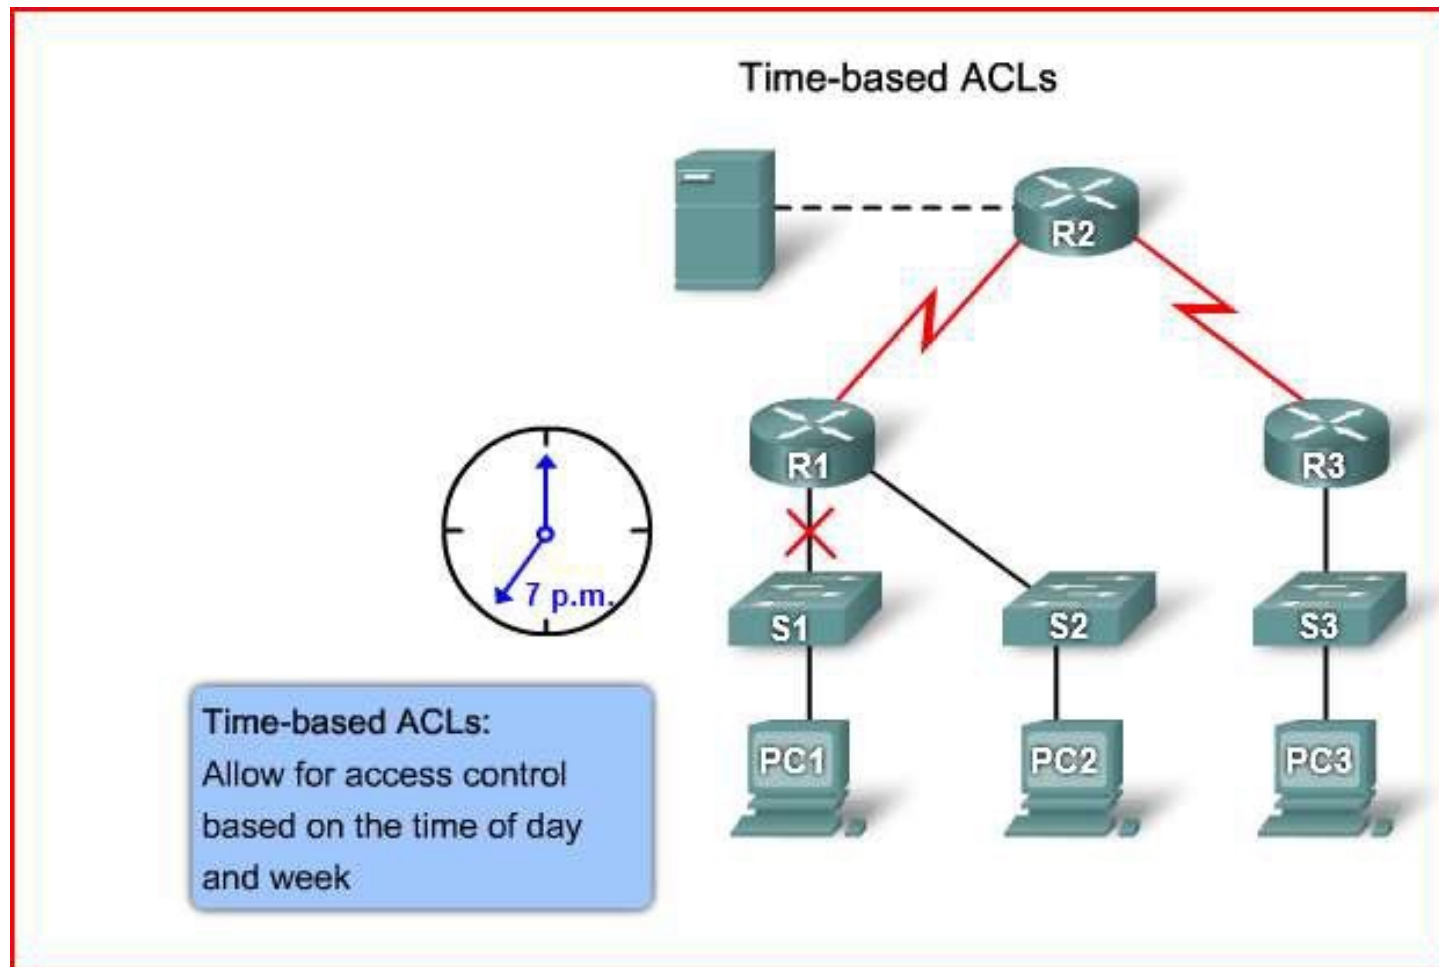 Time-based ACLs
R2
R1
R3
7 p.m.
S1
S2
S3
PC1
PC2
PC3
Time-based ACLs:
Allow for access control
based on the time of day
and week